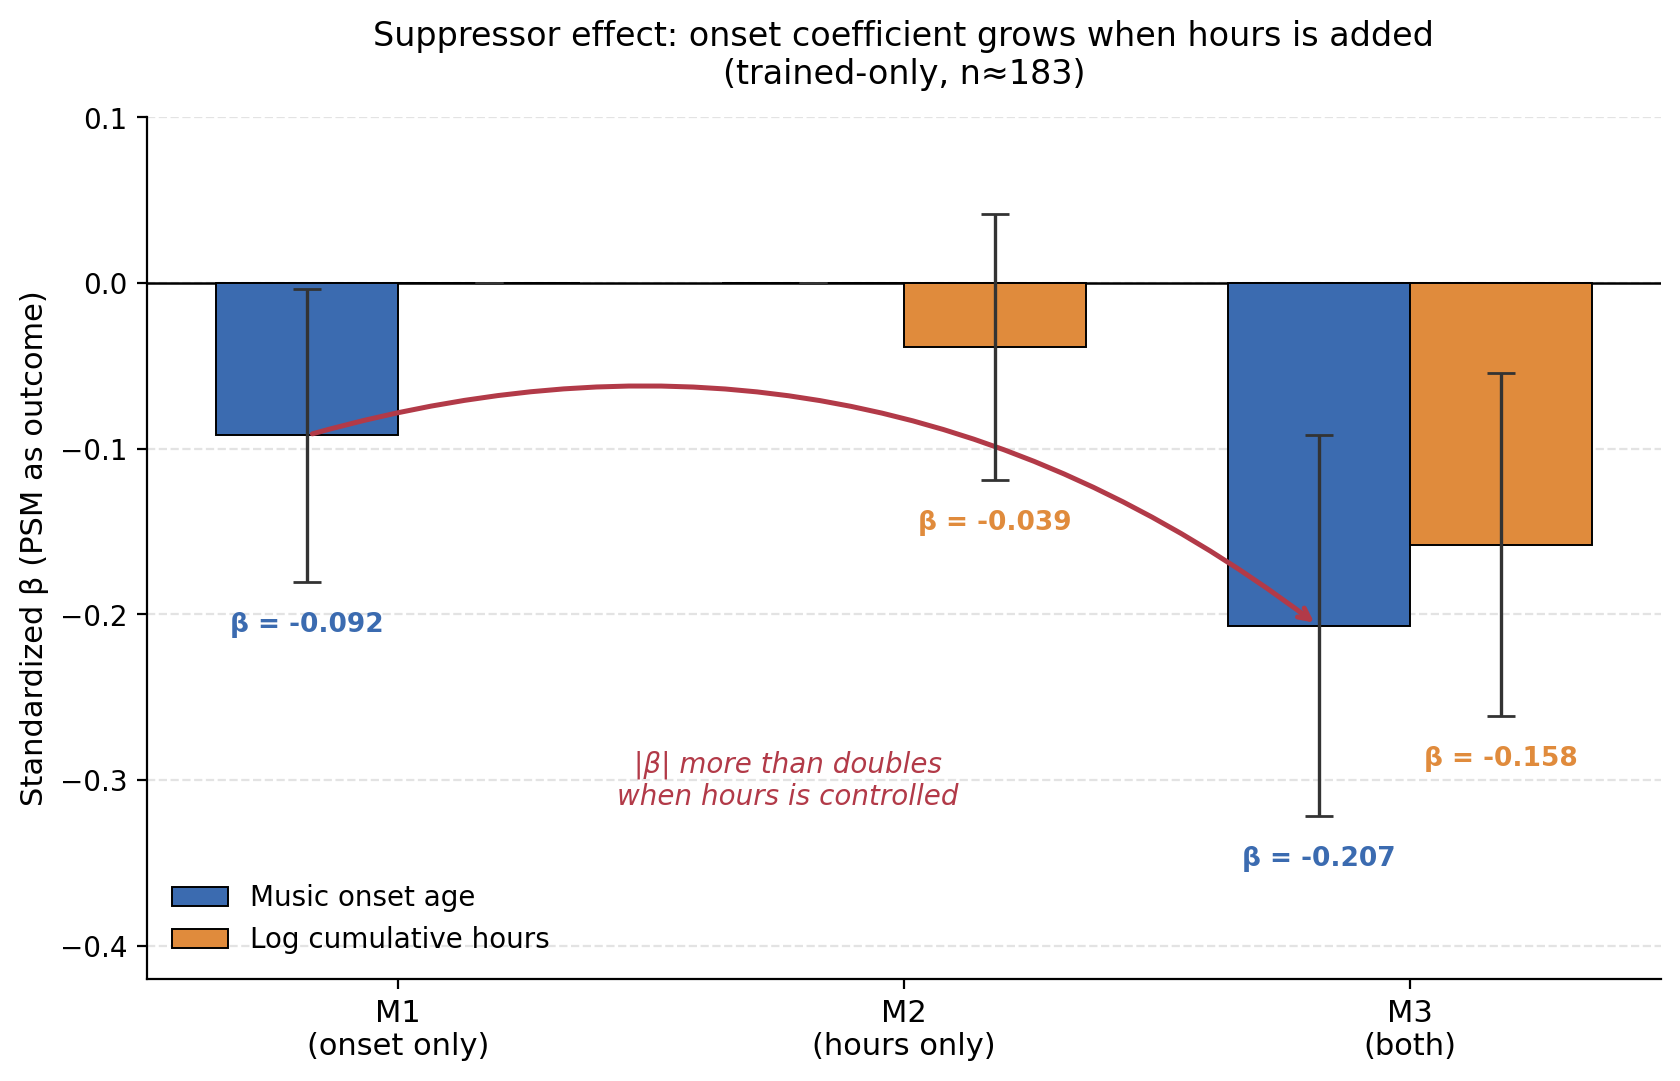 Suppressor effect: onset coefficient grows when hours is added
(trained-only, n≈183)
Standardized β (PSM as outcome)
0.1
0.0
−0.1
−0.2
−0.3
−0.4
β = -0.092
β = -0.039
β = -0.207
β = -0.158
|β| more than doubles
when hours is controlled
Music onset age
Log cumulative hours
M1
(onset only)
M2
(hours only)
M3
(both)